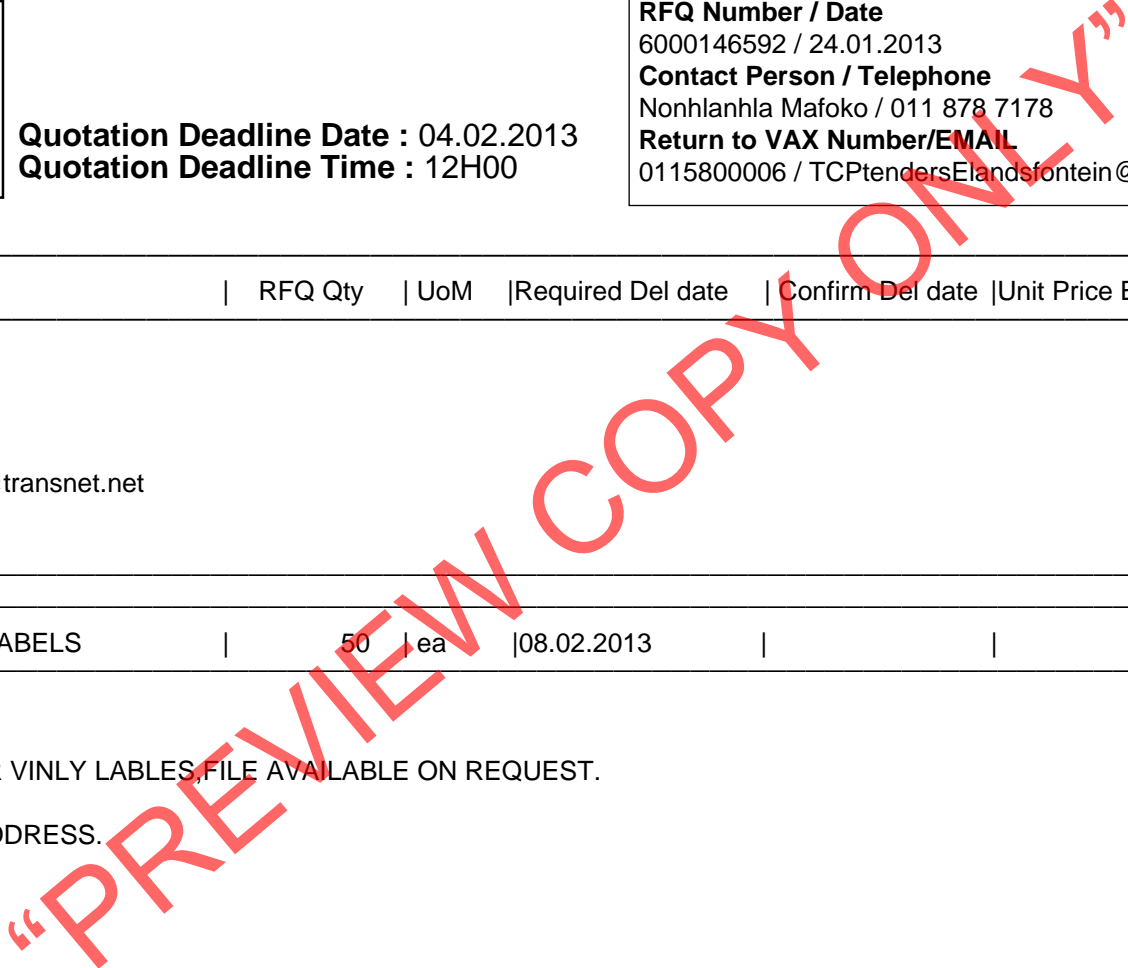 RFQ Number / Date
6000146592 / 24.01.2013
Contact Person / Telephone
Nonhlanhla Mafoko / 011 878 7178
Return to VAX Number/EMAIL
0115800006 / TCPtendersElandsfontein@
Quotation Deadline Date : 04.02.2013
Quotation Deadline Time : 12H00
| RFQ Qty | UoM |Required Del date | Confirm Del date |Unit Price E
transnet.net
ABELS | 50 | ea |08.02.2013 | |
R VINLY LABLES,FILE AVAILABLE ON REQUEST.
DDRESS.
“PREVIEW COPY ONLY”